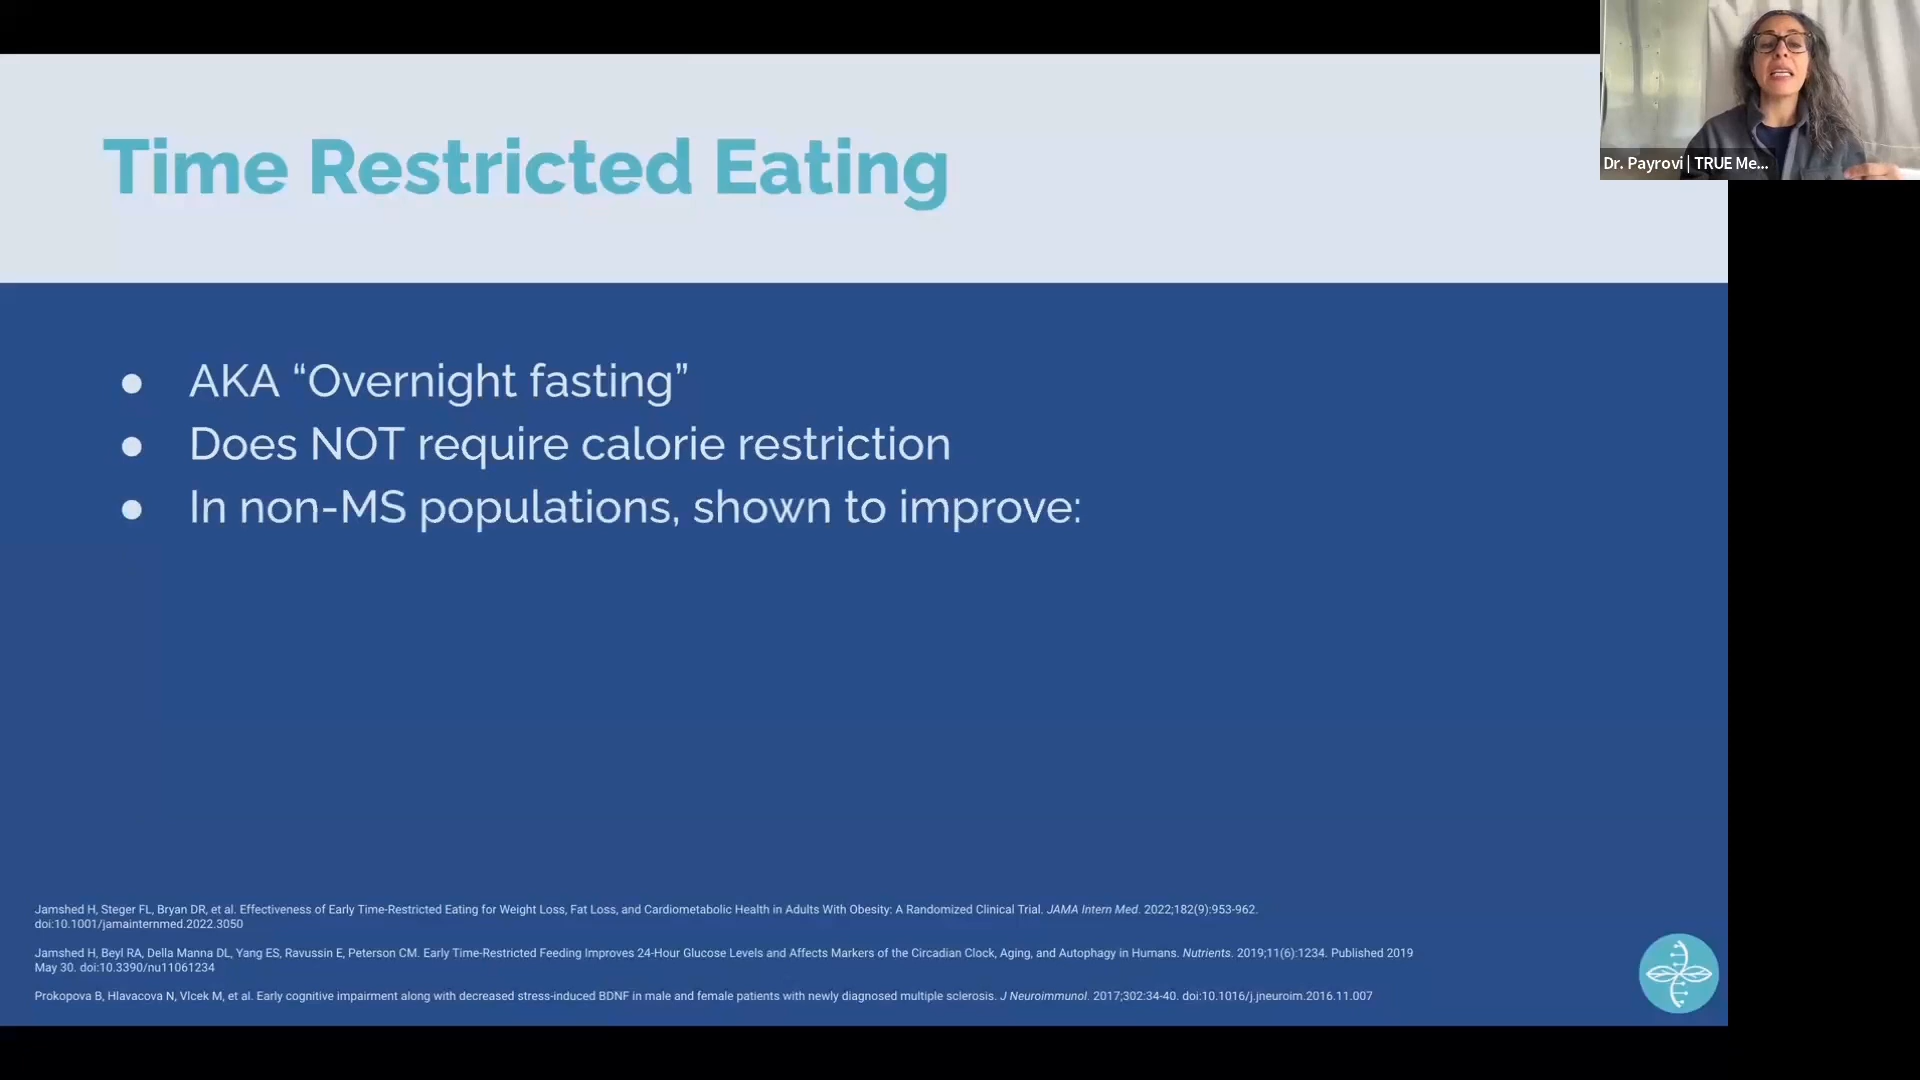 Time Restricted Eating
Dr. Payrovi | TRUE Me...
● AKA “Overnight fasting”
● Does NOT require calorie restriction
● In non-MS populations, shown to improve:
Jamshed H, Steger FL, Bryan DR, et al. Effectiveness of Early Time-Restricted Eating for Weight Loss, Fat Loss, and Cardiometabolic Health in Adults With Obesity: A Randomized Clinical Trial. JAMA Intern Med. 2022;182(9):953-962.
doi:10.1001/jamainternmed.2022.3050
Jamshed H, Beyl RA, Della Manna DL, Yang ES, Ravussin E, Peterson CM. Early Time-Restricted Feeding Improves 24-Hour Glucose Levels and Affects Markers of the Circadian Clock, Aging, and Autophagy in Humans. Nutrients. 2019;11(6):1234. Published 2019
May 30. doi:10.3390/nu11061234
Prokopova B, Hlavacova N, Vlcek M, et al. Early cognitive impairment along with decreased stress-induced BDNF in male and female patients with newly diagnosed multiple sclerosis. J Neuroimmunol. 2017;302:34-40. doi:10.1016/j.jneuroim.2016.11.007